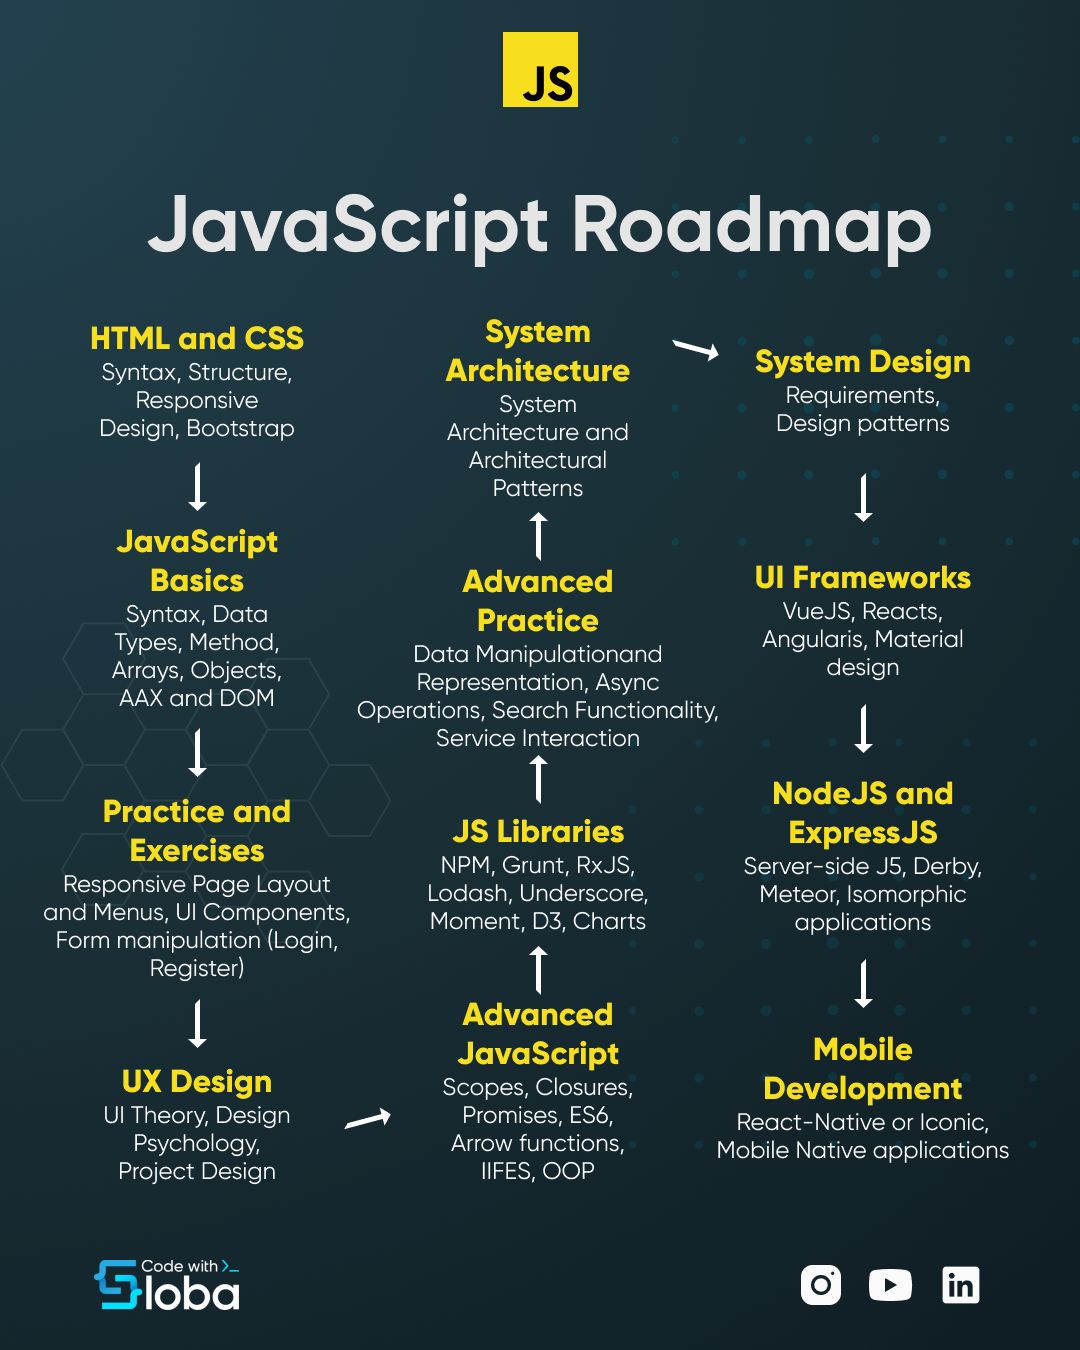 JS
JavaScript Roadmap
HTML and CSS
Syntax, Structure,
Responsive
Design, Bootstrap
JavaScript
Basics
Syntax, Data
Types, Method,
Arrays, Objects,
AAX and DOM
Practice and
Exercises
Responsive Page Layout
and Menus, UI Components,
Form manipulation (Login,
Register)
UX Design
UI Theory, Design
Psychology,
Project Design
Advanced
JavaScript
Scopes, Closures,
Promises, ES6,
Arrow functions,
IIFES, OOP
JS Libraries
NPM, Grunt, RxJS,
Lodash, Underscore,
Moment, D3, Charts
Advanced
Practice
Data Manipulationand
Representation, Async
Operations, Search Functionality,
Service Interaction
System
Architecture
System
Architecture and
Architectural
Patterns
System Design
Requirements,
Design patterns
UI Frameworks
VueJS, Reacts,
Angularis, Material
design
NodeJS and
ExpressJS
Server-side J5, Derby,
Meteor, Isomorphic
applications
Mobile
Development
React-Native or Iconic,
Mobile Native applications
Code with
Sloba
in